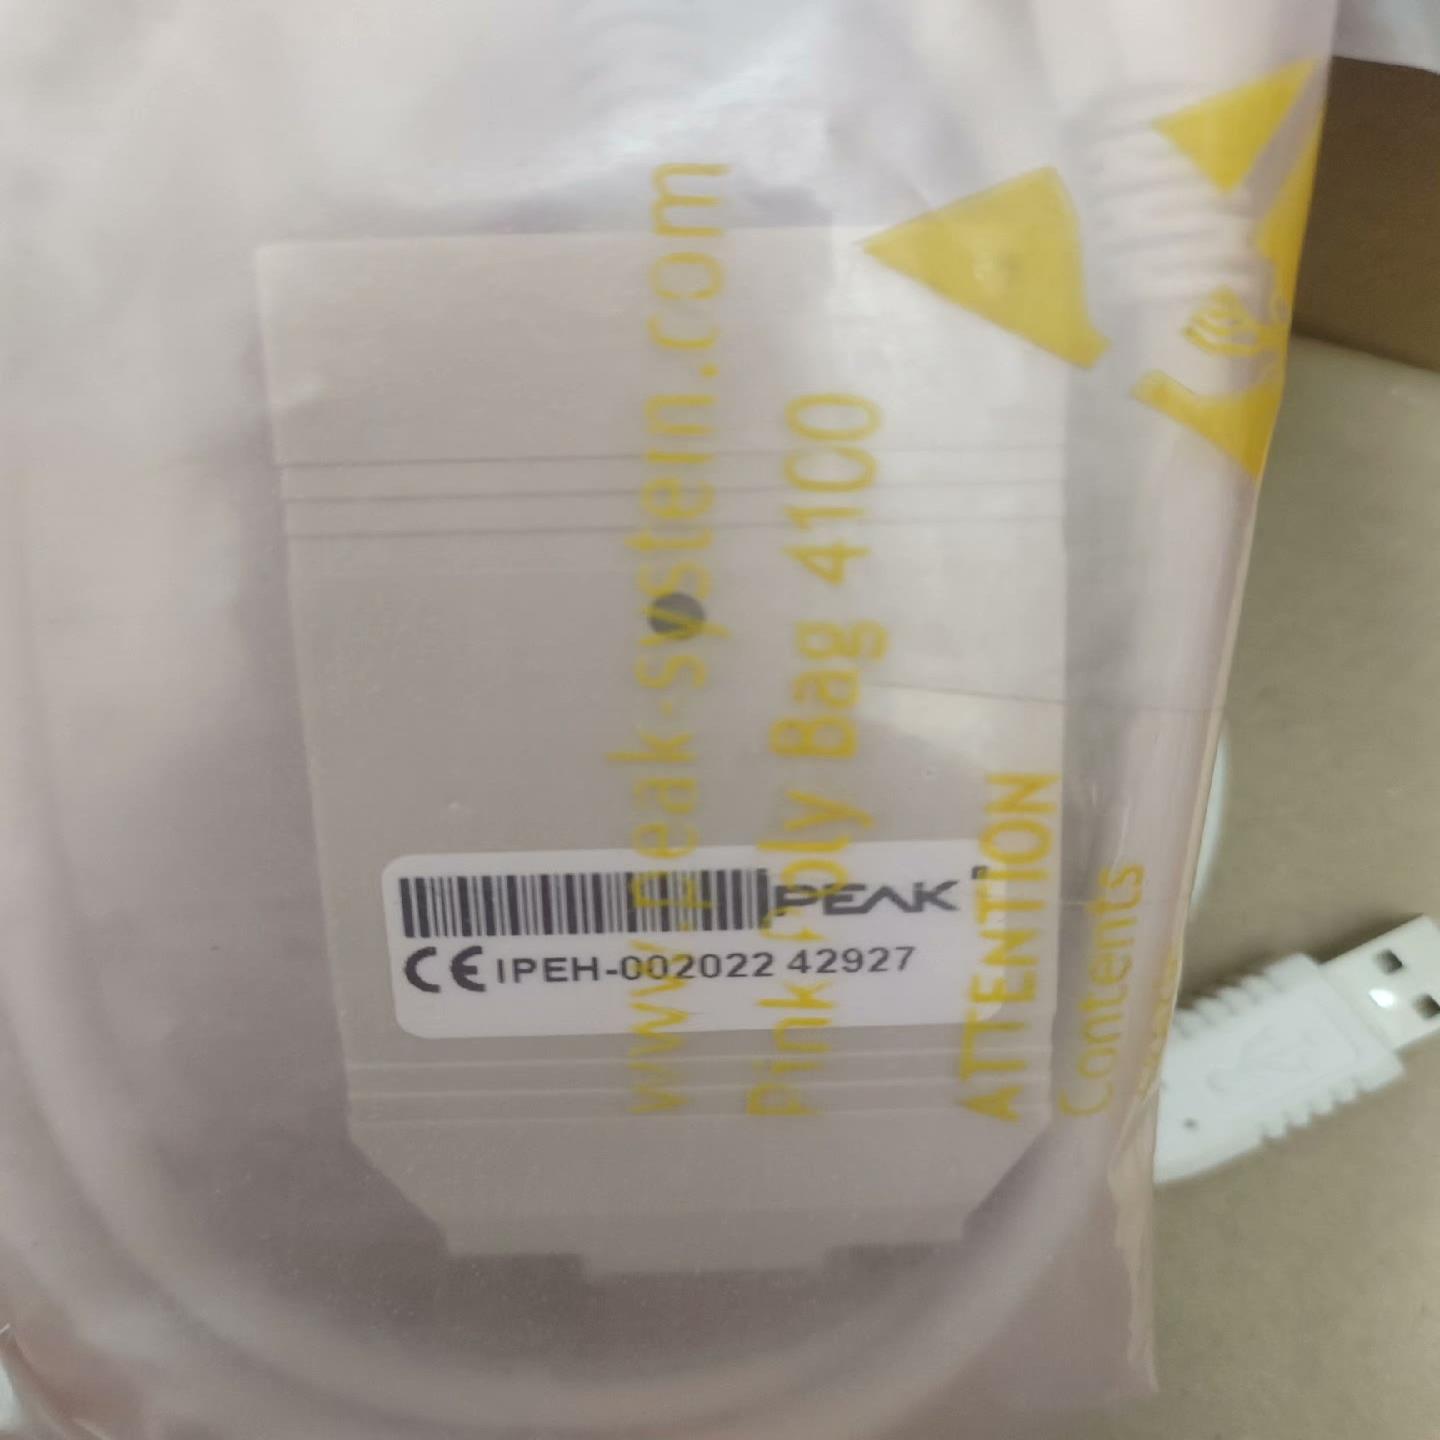 www.peak-system.com
Pink Poly Bag 4100
ATTENTION
Contents
PEAK
CE IPEH-002022 42927